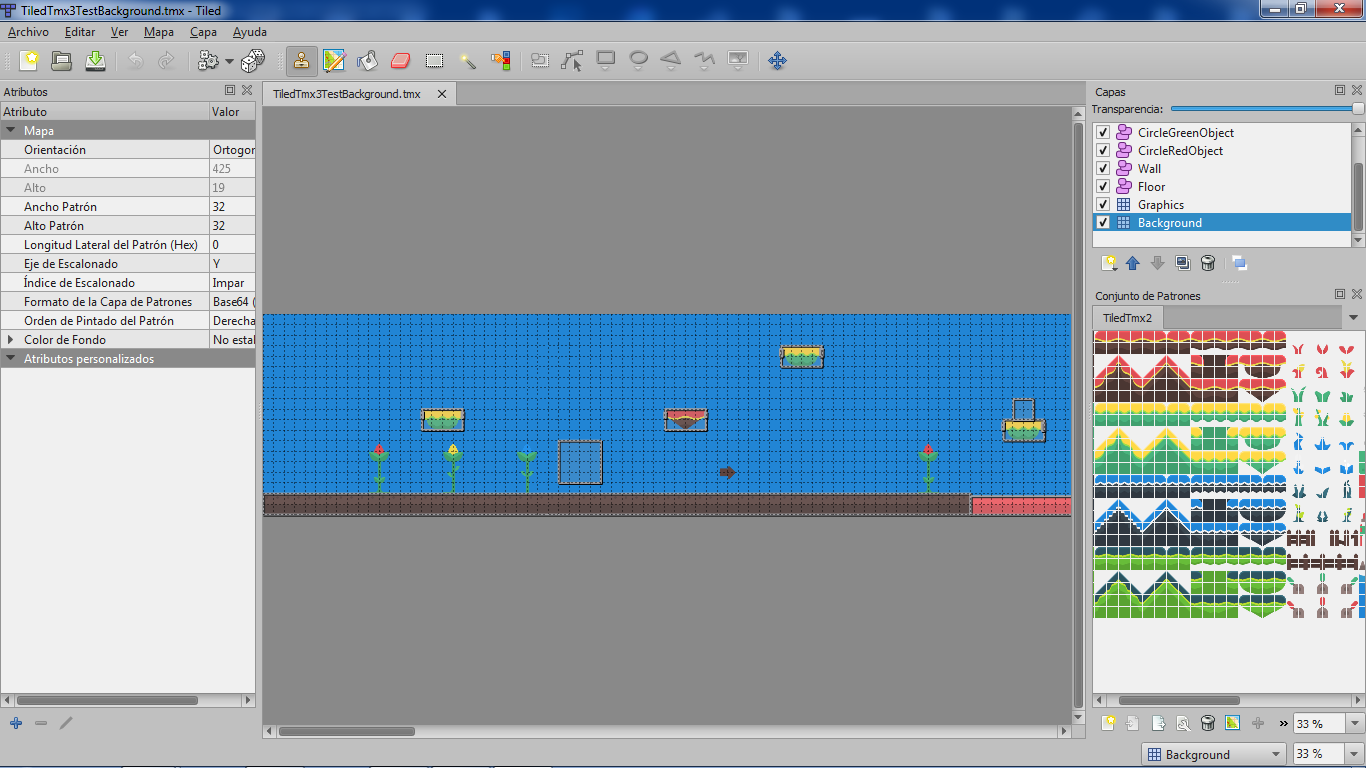 TiledTmx3TestBackground.tmx - Tiled
Archivo Editar Ver Mapa Capa Ayuda
Atributos
Atributo Valor
Mapa
Orientación Ortogor
Ancho 425
Alto 19
Ancho Patrón 32
Alto Patrón 32
Longitud Lateral del Patrón (Hex) 0
Eje de Escalonado Y
Índice de Escalonado Impar
Formato de la Capa de Patrones Base64 (
Orden de Pintado del Patrón Derecha
Color de Fondo No estal
Atributos personalizados
TiledTmx3TestBackground.tmx
Capas
Transparencia:
CircleGreenObject
CircleRedObject
Wall
Floor
Graphics
Background
Conjunto de Patrones
TiledTmx2
33 %
Background 33 %